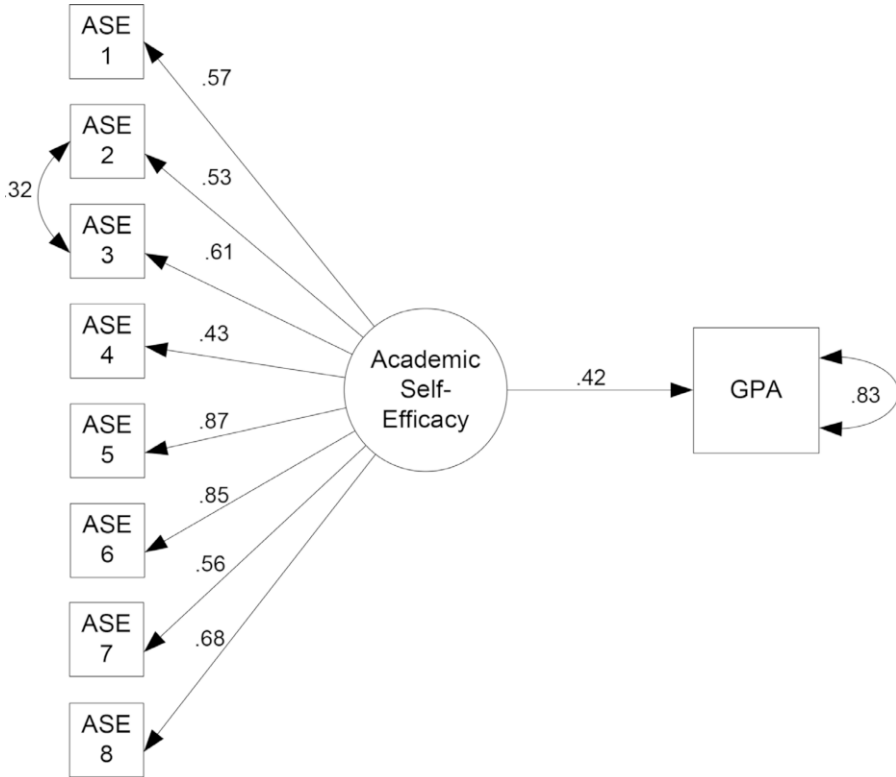 ASE
1
.57
ASE
2
.53
.32
ASE
3
.61
ASE
4
.43
Academic
Self-
Efficacy
.42
GPA
.83
ASE
5
.87
ASE
6
.85
ASE
7
.56
ASE
8
.68